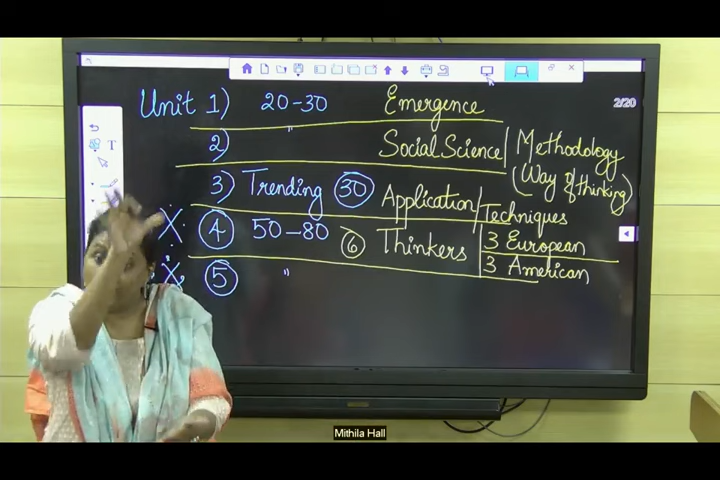 2/20
Unit 1) 20-30 Emergence
2) " Social Science Methodology
(Way of thinking)
3) Trending 30 Application/Techniques
X 4 50-80 6 Thinkers 3 European
X 5 " 3 American
Mithila Hall